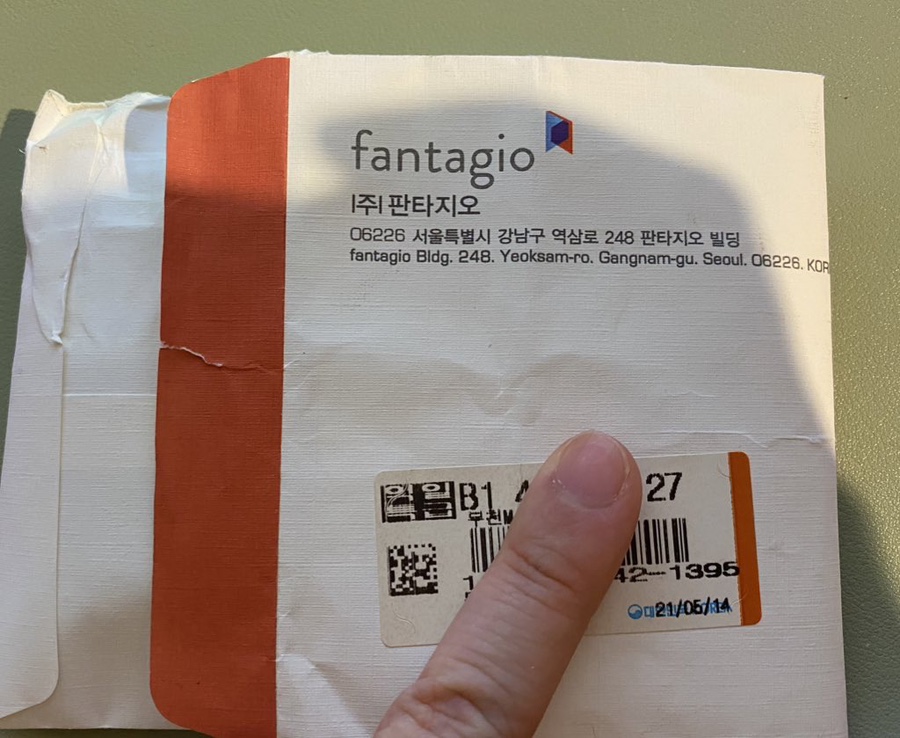 fantagio
(주)판타지오
06226 서울특별시 강남구 역삼로 248 판타지오 빌딩
fantagio Bldg. 248. Yeoksam-ro. Gangnam-gu. Seoul. 06226. KOR
익일
B1 27
42-1395
21/05/14